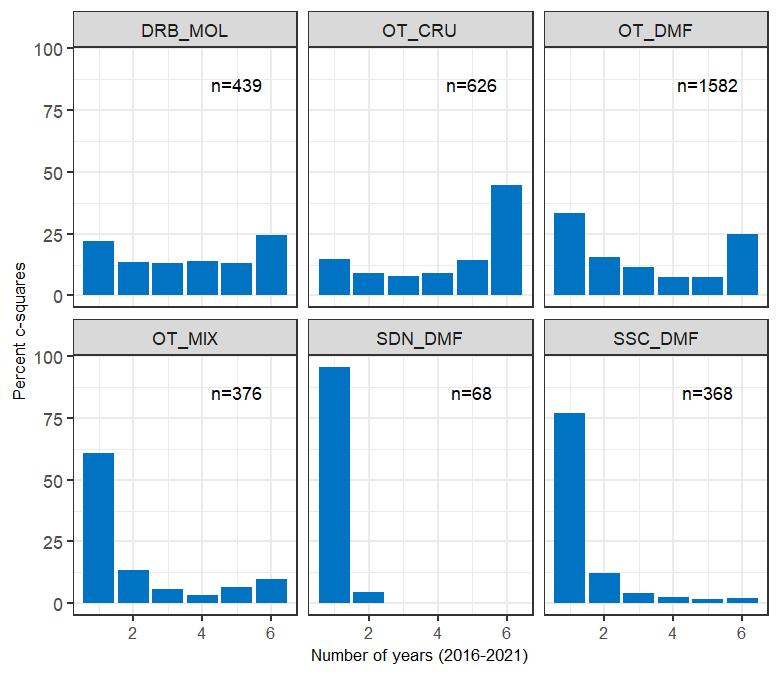 DRB_MOL OT_CRU OT_DMF
100
75
50
25
0
n=439 n=626 n=1582
OT_MIX SDN_DMF SSC_DMF
100
75
50
25
0
n=376 n=68 n=368
2 4 6 2 4 6 2 4 6
Number of years (2016-2021)
Percent c-squares